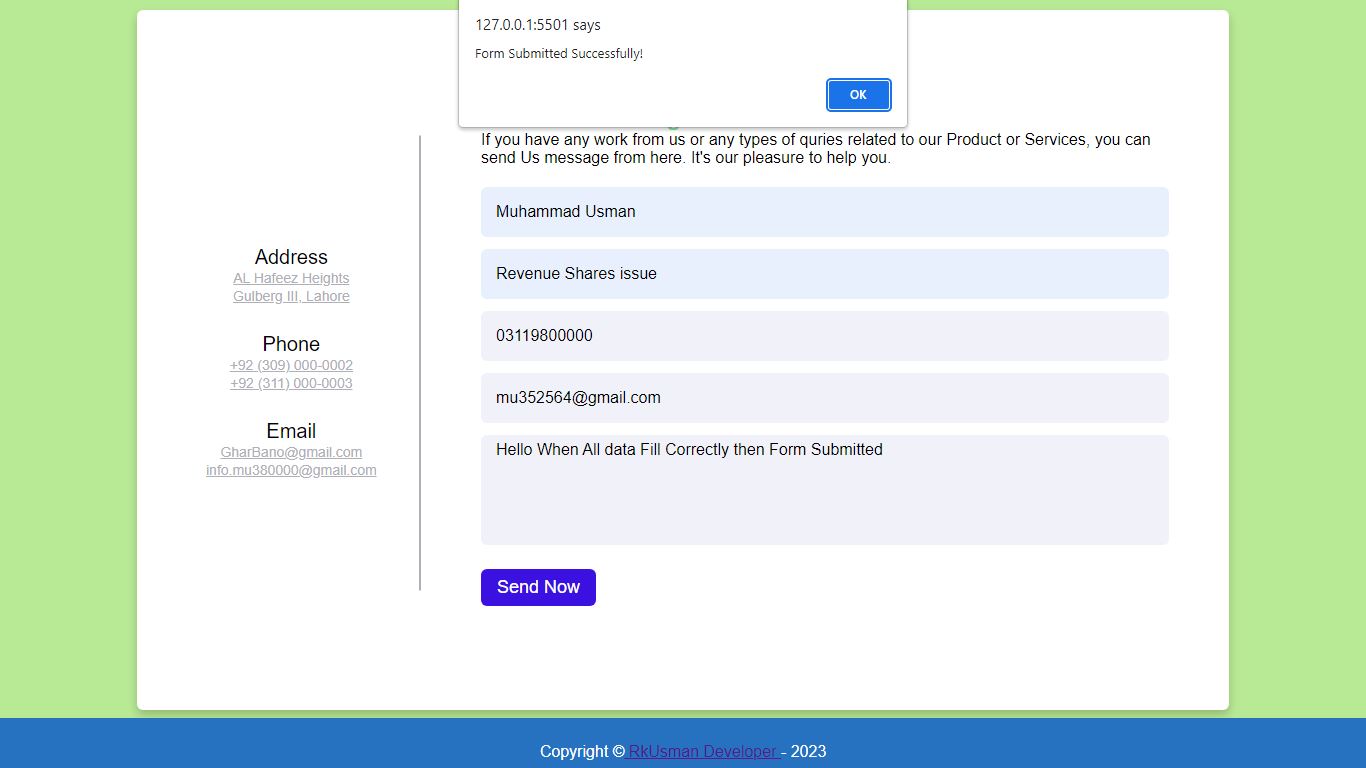 127.0.0.1:5501 says
Form Submitted Successfully!
OK
If you have any work from us or any types of quries related to our Product or Services, you can
send Us message from here. It's our pleasure to help you.
Muhammad Usman
Revenue Shares issue
03119800000
mu352564@gmail.com
Hello When All data Fill Correctly then Form Submitted
Send Now
Address
AL Hafeez Heights
Gulberg III, Lahore
Phone
+92 (309) 000-0002
+92 (311) 000-0003
Email
GharBano@gmail.com
info.mu380000@gmail.com
Copyright © RkUsman Developer - 2023